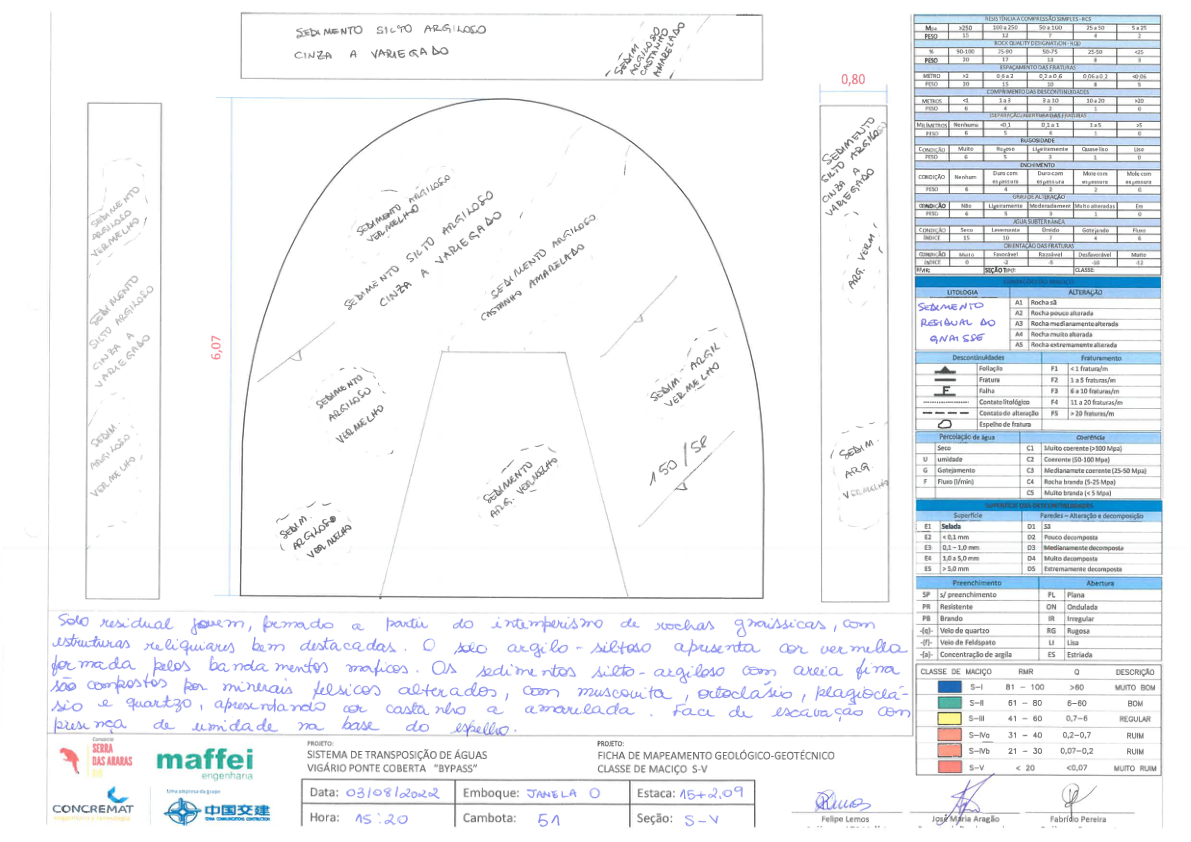 SEDIMENTO SILTO ARGILOSO
CINZA A VARIEGADO
SEDIM
ARGILOSO
CASTANHO
AMARELADO
0,80
6,07
SEDIMENTO
ARGILOSO
VERMELHO
SEDIMENTO
SILTO ARGILOSO
CINZA A
VARIEGADO
SEDIM.
ARGILOSO
VERMELHO
SEDIMENTO ARGILOSO
VERMELHO
SEDIMENTO SILTO ARGILOSO
CINZA A VARIEGADO
SEDIMENTO ARGILOSO
CASTANHO AMARELADO
SEDIMENTO
ARGILOSO
VERMELHO
SEDIM - ARGIL
VERMELHO
SEDIMENTO
ARG. VERMELHO
150/58
SEDIM
ARGILOSO
VERMELHO
SEDIMENTO
SILTO ARGILOSO
CINZA A
VARIEGADO
ARG. VERM
SEDIM.
ARG.
VERMELHO
Solo residual jovem, formado a partir do intemperismo de rochas gnaissicas, com
estruturas reliquiares bem destacadas. O solo argilo-siltoso apresenta cor vermelha
formada pelos bandamentos maficos. Os sedimentos silto-argiloso com areia fina
são compostos por minerais felsicos alterados, com muscovita, ortoclásio, plagioclá-
sio e quartzo, apresentando cor castanho a amarelada. Face de escavação com
presença de umidade na base do espelho.
RESISTÊNCIA A COMPRESSÃO SIMPLES - RCS
Mpa >250 100 a 250 50 a 100 25 a 50 5 a 25
PESO 15 12 7 4 2
ROCK QUALITY DESIGNATION - RQD
% 90-100 75-90 50-75 25-50 <25
PESO 20 17 13 8 3
ESPAÇAMENTO DAS FRATURAS
METRO >2 0,6 a 2 0,2 a 0,6 0,06 a 0,2 <0,06
PESO 20 15 10 8 5
COMPRIMENTO DAS DESCONTINUIDADES
METROS <1 1 a 3 3 a 10 10 a 20 >20
PESO 6 4 2 1 0
SEPARAÇÃO/ABERTURA DAS FRATURAS
MILÍMETROS Nenhuma <0,1 0,1 a 1 1 a 5 >5
PESO 6 5 4 1 0
RUGOSIDADE
CONDIÇÃO Muito Rugoso Ligeiramente Quase liso Liso
PESO 6 5 3 1 0
ENCHIMENTO
CONDIÇÃO Nenhum Duro com espessura Duro com espessura Mole com espessura Mole com espessura
PESO 6 4 2 2 0
GRAU DE ALTERAÇÃO
CONDIÇÃO Não Ligeiramente Moderadament Muito alteradas Em
PESO 6 5 3 1 0
ÁGUA SUBTERRÂNEA
CONDIÇÃO Seco Levemente Úmido Gotejando Fluxo
ÍNDICE 15 10 7 4 0
ORIENTAÇÃO DAS FRATURAS
CONDIÇÃO Muito Favorável Razoável Desfavorável Muito
ÍNDICE 0 -2 -5 -10 -12
RMR: SEÇÃO TIPO: CLASSE:
LITOLOGIA ALTERAÇÃO
SEDIMENTO
RESIDUAL DO
GNAISSE
A1 Rocha sã
A2 Rocha pouco alterada
A3 Rocha medianamente alterada
A4 Rocha muito alterada
A5 Rocha extremamente alterada
Descontinuidades Fraturamento
Foliação F1 < 1 fratura/m
Fratura F2 1 a 5 fraturas/m
F Falha F3 6 a 10 fraturas/m
Contato litológico F4 11 a 20 fraturas/m
Contato de alteração F5 > 20 fraturas/m
Espelho de fratura
Percolação de água Coerência
Seco C1 Muito coerente (>100 Mpa)
U umidade C2 Coerente (50-100 Mpa)
G Gotejamento C3 Medianamete coerente (25-50 Mpa)
F Fluxo (l/min) C4 Rocha branda (5-25 Mpa)
C5 Muito branda (< 5 Mpa)
SUPERFÍCIE DAS DESCONTINUIDADES
Superfície Paredes - Alteração e decomposição
E1 Selada D1 Sã
E2 < 0,1 mm D2 Pouco decomposta
E3 0,1 - 1,0 mm D3 Medianamente decomposta
E4 1,0 a 5,0 mm D4 Muito decomposta
E5 > 5,0 mm D5 Extremamente decomposta
Preenchimento Abertura
SP s/ preenchimento PL Plana
PR Resistente ON Ondulada
PB Brando IR Irregular
-(q)- Veio de quartzo RG Rugosa
-(f)- Veio de Feldspato LI Lisa
-(a)- Concentração de argila ES Estriada
CLASSE DE MACIÇO RMR Q DESCRIÇÃO
S-I 81 - 100 >60 MUITO BOM
S-II 61 - 80 6-60 BOM
S-III 41 - 60 0,7-6 REGULAR
S-IVa 31 - 40 0,2-0,7 RUIM
S-IVb 21 - 30 0,07-0,2 RUIM
S-V < 20 <0,07 MUITO RUIM
Consórcio
SERRA
DAS ARARAS
maffei
engenharia
CONCREMAT
engenharia e tecnologia
Uma empresa do grupo
中国交建
CHINA COMMUNICATIONS CONSTRUCTION
PROJETO:
SISTEMA DE TRANSPOSIÇÃO DE ÁGUAS
VIGÁRIO PONTE COBERTA "BYPASS"
PROJETO:
FICHA DE MAPEAMENTO GEOLÓGICO-GEOTÉCNICO
CLASSE DE MACIÇO S-V
Data: 03/08/2022 Emboque: JANELA O Estaca: 15+2.09
Hora: 15:20 Cambota: 51 Seção: S-V
Felipe Lemos
José Maria Aragão
Fabrício Pereira